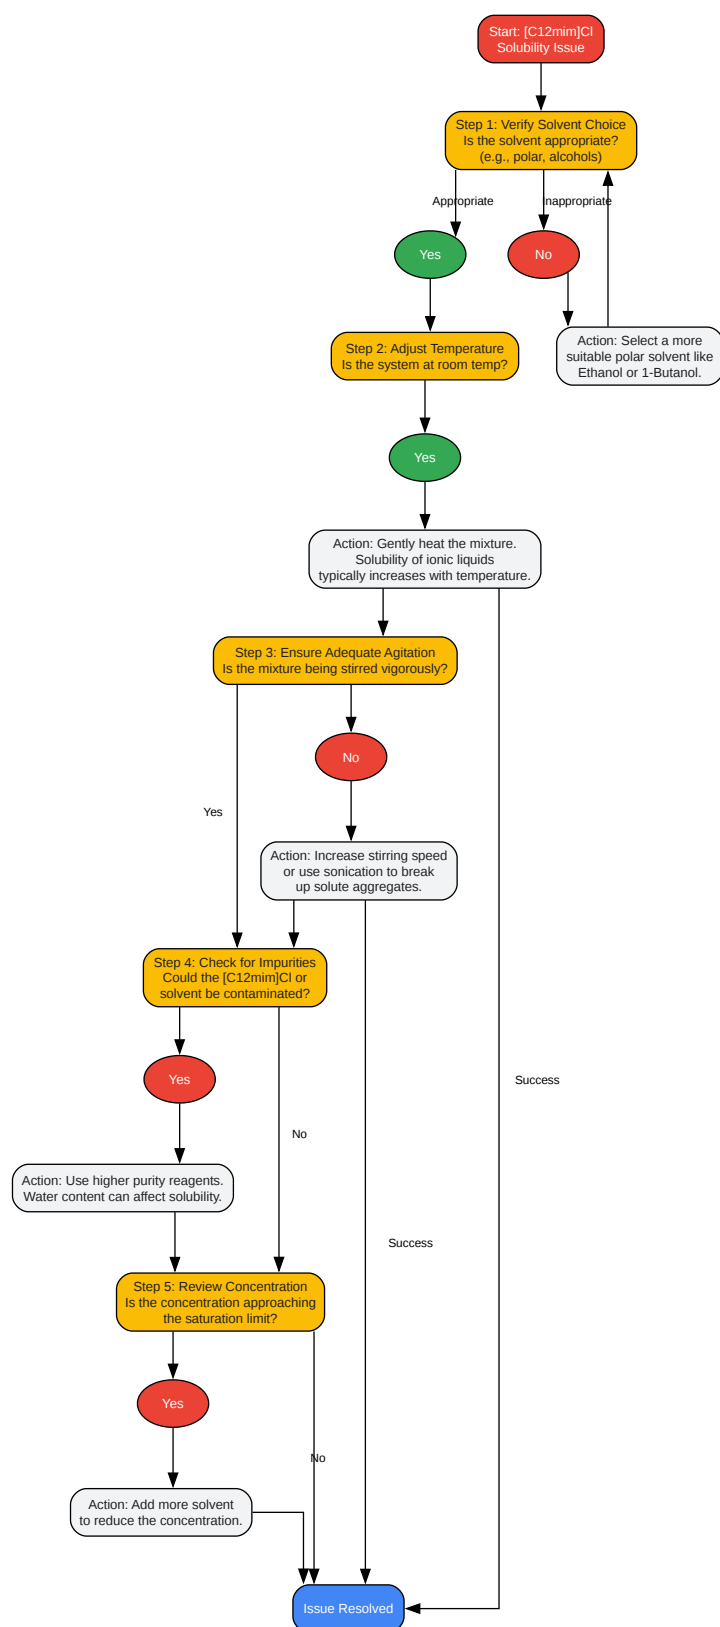 Start: [C12mim]Cl
Solubility Issue
Step 1: Verify Solvent Choice
Is the solvent appropriate?
(e.g., polar, alcohols)
Appropriate
Inappropriate
Yes
No
Action: Select a more
suitable polar solvent like
Ethanol or 1-Butanol.
Step 2: Adjust Temperature
Is the system at room temp?
Yes
Action: Gently heat the mixture.
Solubility of ionic liquids
typically increases with temperature.
Step 3: Ensure Adequate Agitation
Is the mixture being stirred vigorously?
No
Yes
Action: Increase stirring speed
or use sonication to break
up solute aggregates.
Step 4: Check for Impurities
Could the [C12mim]Cl or
solvent be contaminated?
Yes
Success
No
Action: Use higher purity reagents.
Water content can affect solubility.
Success
Step 5: Review Concentration
Is the concentration approaching
the saturation limit?
Yes
No
Action: Add more solvent
to reduce the concentration.
Issue Resolved